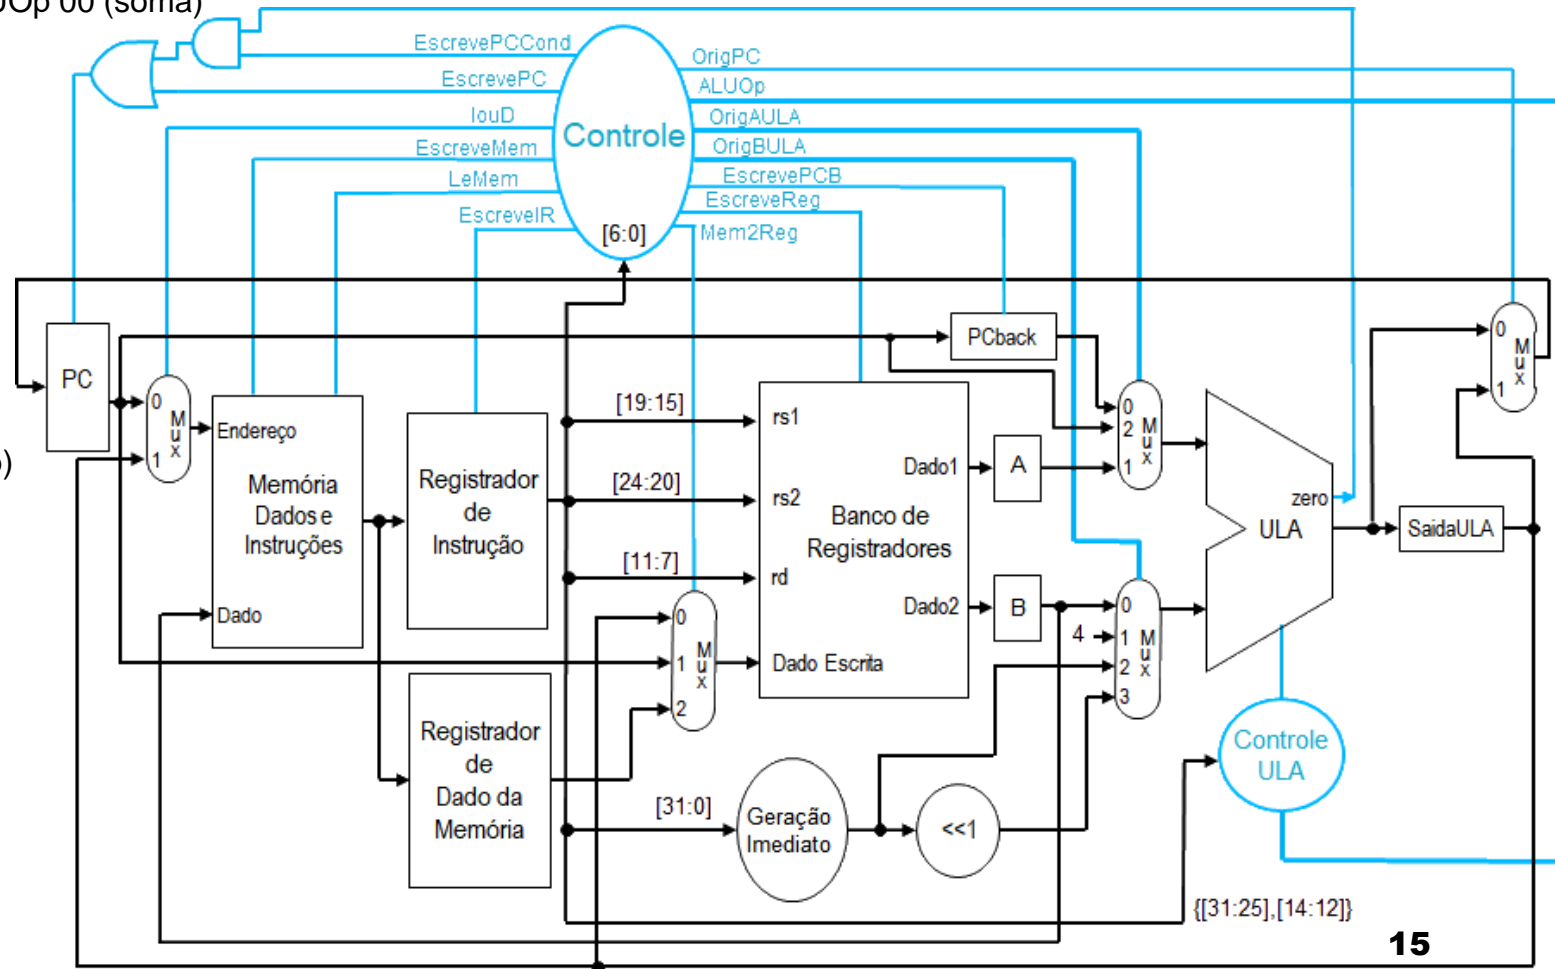 UOp 00 (soma)
EscrevePCCond
EscrevePC
IouD
EscreveMem
LeMem
EscreveIR
Controle
[6:0]
OrigPC
ALUOp
OrigAULA
OrigBULA
EscrevePCB
EscreveReg
Mem2Reg
PC
0
Mux
1
Endereço
Memória
Dados e
Instruções
Dado
Registrador
de
Instrução
[19:15]
[24:20]
[11:7]
rs1
rs2
rd
Banco de
Registradores
Dado1
Dado2
Dado Escrita
0
1
2
Mux
Registrador
de
Dado da
Memória
[31:0]
Geração
Imediato
<<1
PCback
A
B
0
2
1
Mux
4
0
1
2
3
Mux
zero
ULA
SaidaULA
0
Mux
1
Controle
ULA
{[31:25],[14:12]}
15
)